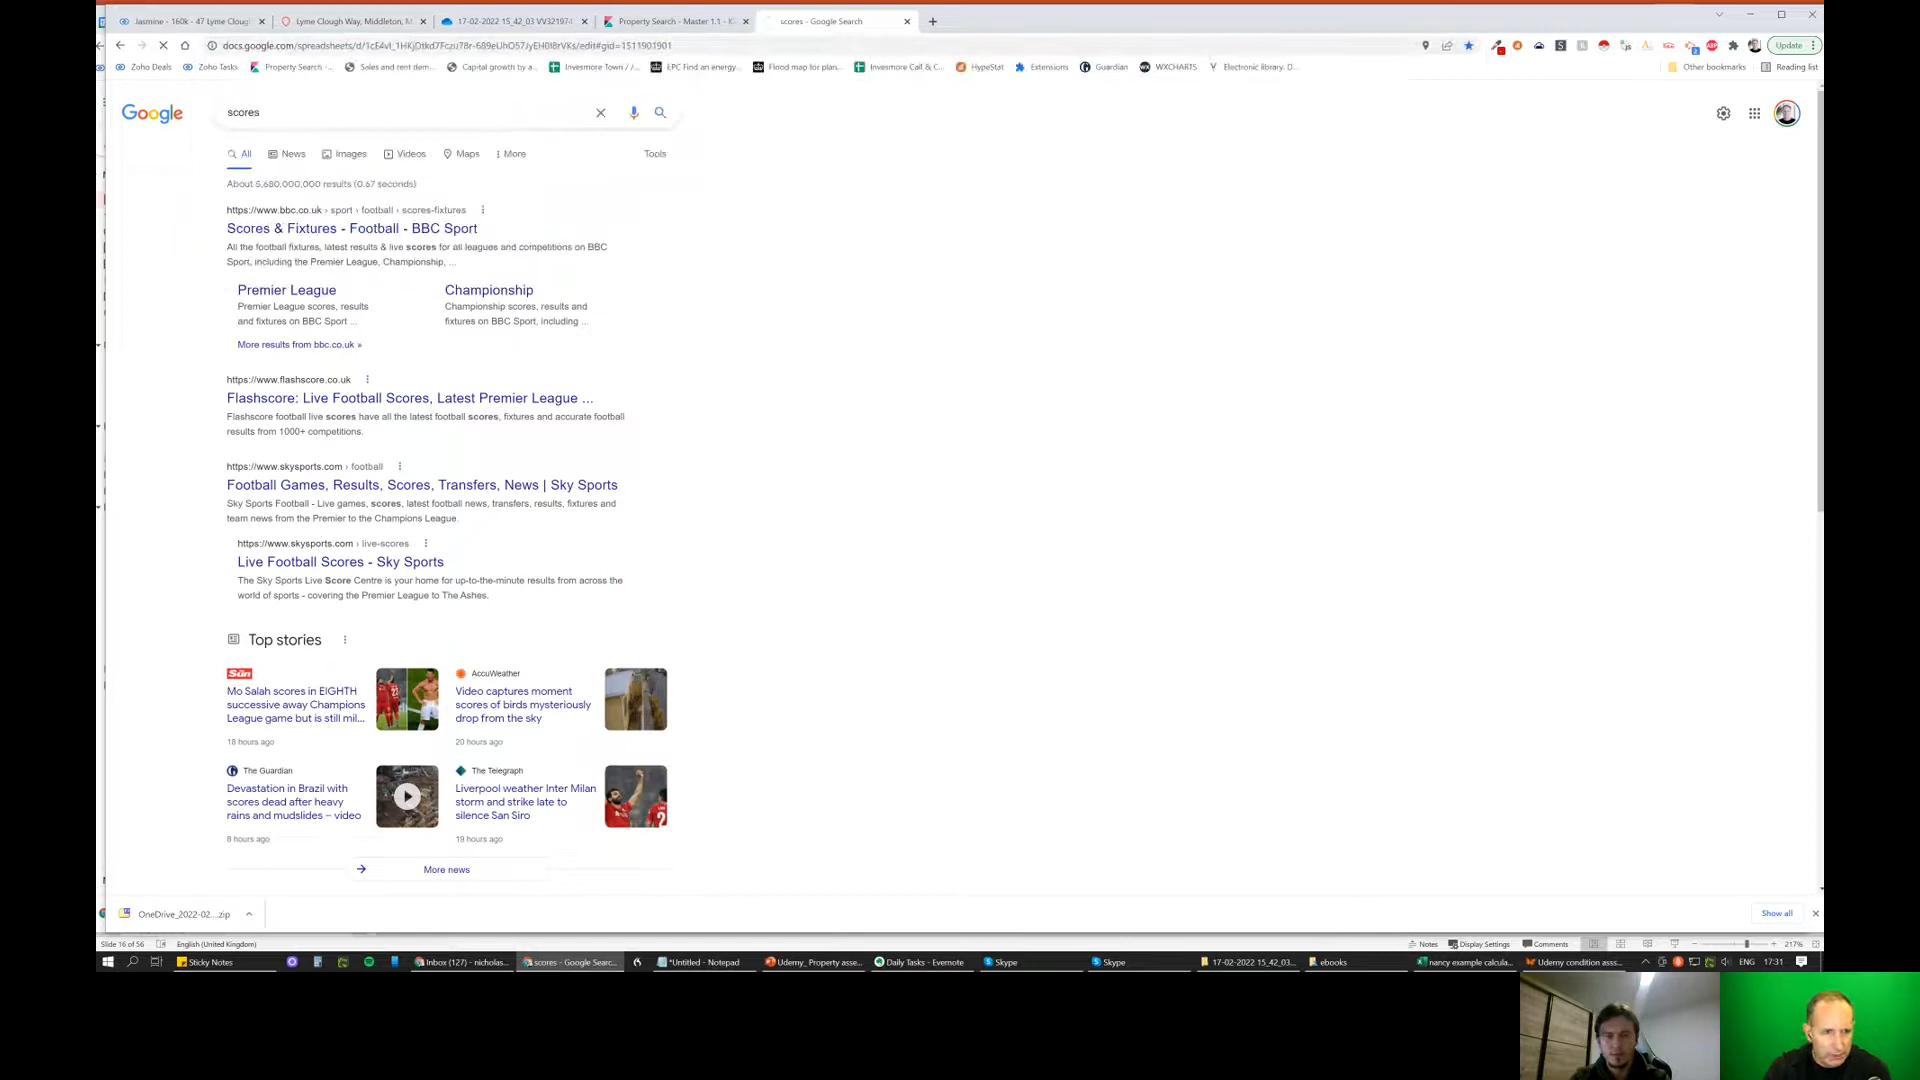 Jasmine - 160k - 47 Lyme Clough
Lyme Clough Way, Middleton, M
17-02-2022 15_42_03 VV321974
Property Search - Master 1.1 - K
scores - Google Search
Update
Zoho Deals
Zoho Tasks
Property Search -...
Sales and rent dem...
Capital growth by a...
Invesmore Town / ...
EPC Find an energy...
Flood map for plan...
Invesmore Call & C...
HypeStat
Extensions
Guardian
WXCHARTS
Electronic library. D...
Other bookmarks
Reading list
Google
scores
All News Images Videos Maps More Tools
About 5,680,000,000 results (0.67 seconds)
https://www.bbc.co.uk › sport › football › scores-fixtures
Scores & Fixtures - Football - BBC Sport
All the football fixtures, latest results & live scores for all leagues and competitions on BBC
Sport, including the Premier League, Championship, ...
Premier League
Premier League scores, results
and fixtures on BBC Sport ...
Championship
Championship scores, results and
fixtures on BBC Sport, including ...
More results from bbc.co.uk »
https://www.flashscore.co.uk
Flashscore: Live Football Scores, Latest Premier League ...
Flashscore football live scores have all the latest football scores, fixtures and accurate football
results from 1000+ competitions.
https://www.skysports.com › football
Football Games, Results, Scores, Transfers, News | Sky Sports
Sky Sports Football - Live games, scores, latest football news, transfers, results, fixtures and
team news from the Premier to the Champions League.
https://www.skysports.com › live-scores
Live Football Scores - Sky Sports
The Sky Sports Live Score Centre is your home for up-to-the-minute results from across the
world of sports - covering the Premier League to The Ashes.
Top stories
The Sun
Mo Salah scores in EIGHTH
successive away Champions
League game but is still mil...
18 hours ago
AccuWeather
Video captures moment
scores of birds mysteriously
drop from the sky
20 hours ago
The Guardian
Devastation in Brazil with
scores dead after heavy
rains and mudslides – video
8 hours ago
The Telegraph
Liverpool weather Inter Milan
storm and strike late to
silence San Siro
19 hours ago
More news
OneDrive_2022-02....zip
Show all
Slide 16 of 56
English (United Kingdom)
Notes
Display Settings
Comments
217%
Sticky Notes
Inbox (127) - nicholas...
scores - Google Searc...
*Untitled - Notepad
Udemy_ Property asse...
Daily Tasks - Evernote
Skype
Skype
17-02-2022 15_42_03...
ebooks
nancy example calcula...
Udemy condition asss...
ENG
17:31